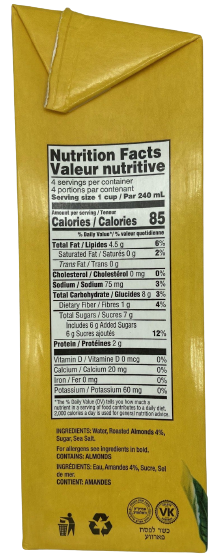 Nutrition Facts
Valeur nutritive
4 servings per container
4 portions par contenant
Serving size 1 cup / Par 240 mL
Amount per serving / Teneur
Calories / Calories 85
% Daily Value*/ % valeur quotidienne
Total Fat / Lipides 4.5 g 6%
Saturated Fat / Saturés 0 g 2%
Trans Fat / Trans 0 g
Cholesterol / Cholestérol 0 mg 0%
Sodium / Sodium 75 mg 3%
Total Carbohydrate / Glucides 8 g 3%
Dietary Fiber / Fibres 1 g 4%
Total Sugars / Sucres 7 g
Includes 6 g Added Sugars
6 g Sucres ajoutés 12%
Protein / Protéines 2 g
Vitamin D / Vitamine D 0 mcg 0%
Calcium / Calcium 20 mg 0%
Iron / Fer 0 mg 0%
Potassium / Potassium 60 mg 0%
*The % Daily Value (DV) tells you how much a
nutrient in a serving of food contributes to a daily diet.
2,000 calories a day is used for general nutrition advice.
INGREDIENTS: Water, Roasted Almonds 4%,
Sugar, Sea Salt.
For allergens see ingredients in bold.
CONTAINS: ALMONDS
INGRÉDIENTS: Eau, Amandes 4%, Sucre, Sel
de mer.
CONTIENT: AMANDES
VK
כשר לפסח